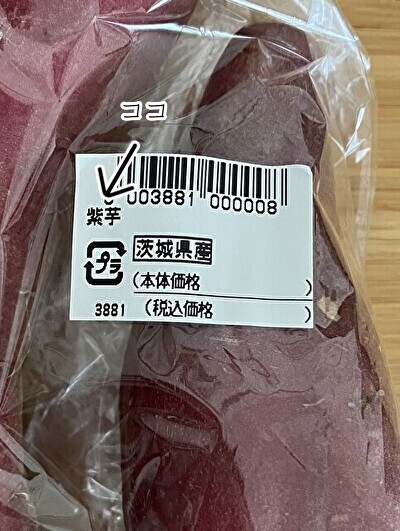 ココ
003881 000008
紫芋
プラ
茨城県産
(本体価格 )
3881 (税込価格 )